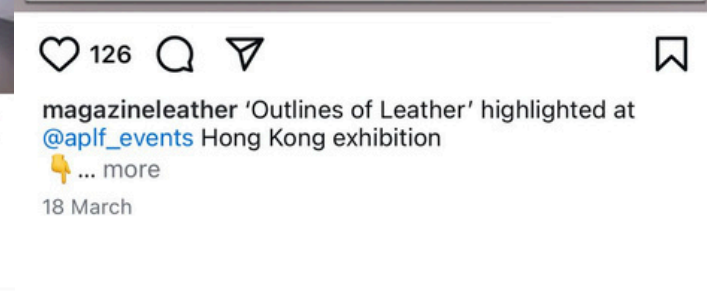 126
magazineleather ‘Outlines of Leather’ highlighted at
@aplf_events Hong Kong exhibition
👇 ... more
18 March